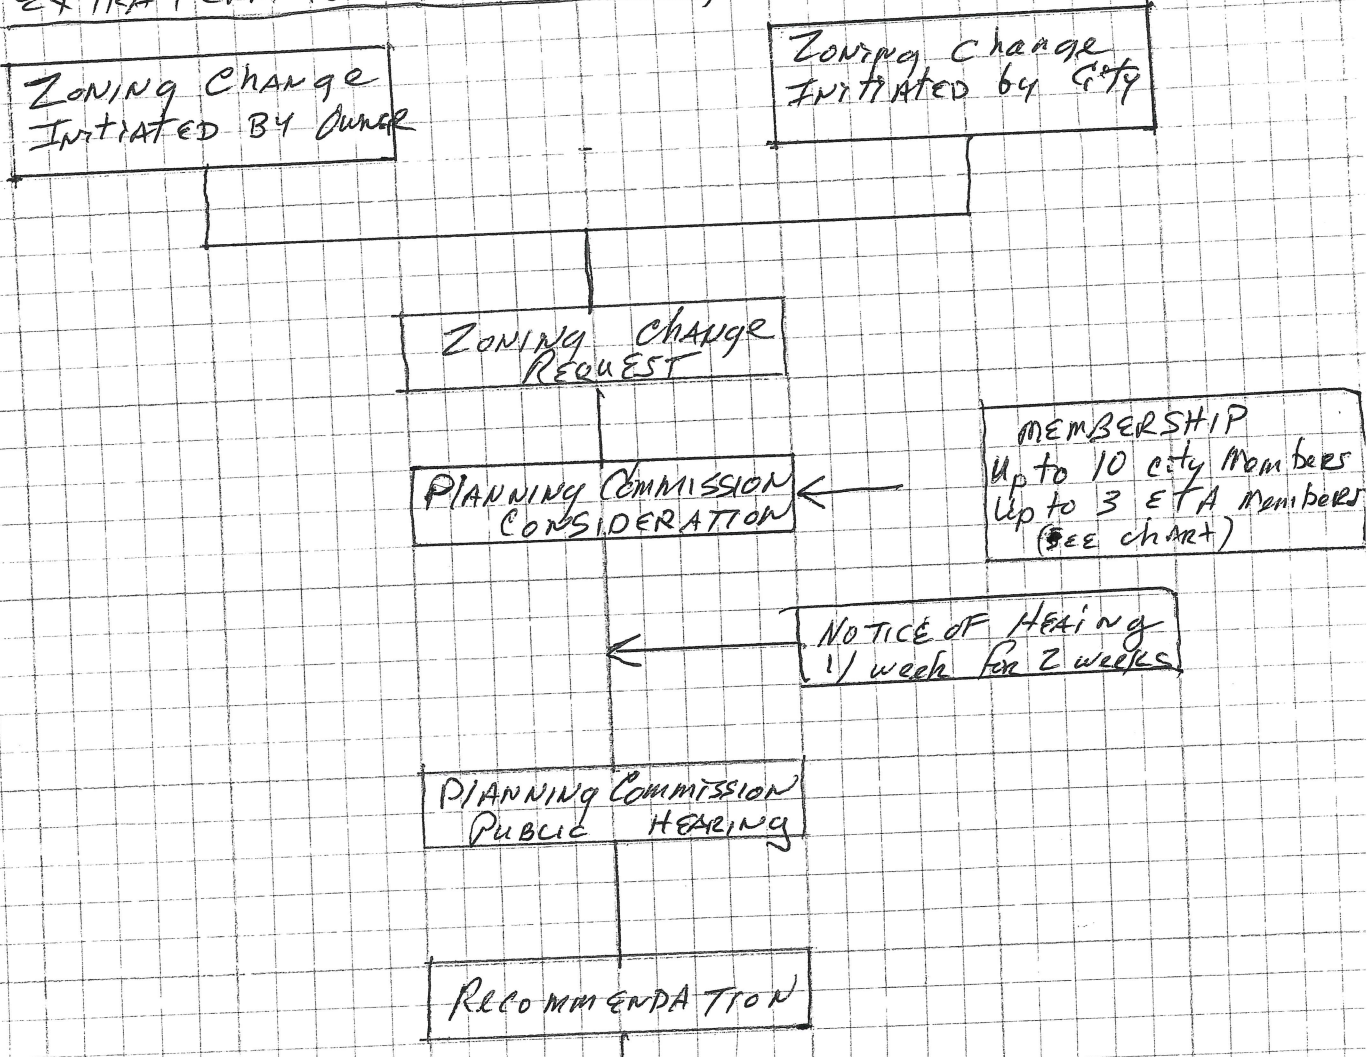 Zoning Change
Initiated By Owner
Zoning Change
Initiated by City
Zoning Change
Request
Planning Commission
Consideration
MEMBERSHIP
Up to 10 city Members
Up to 3 ETA Members
(SEE chart)
Notice of Heaing
1/ week for 2 weeks
Planning Commission
Public Hearing
Recommendation